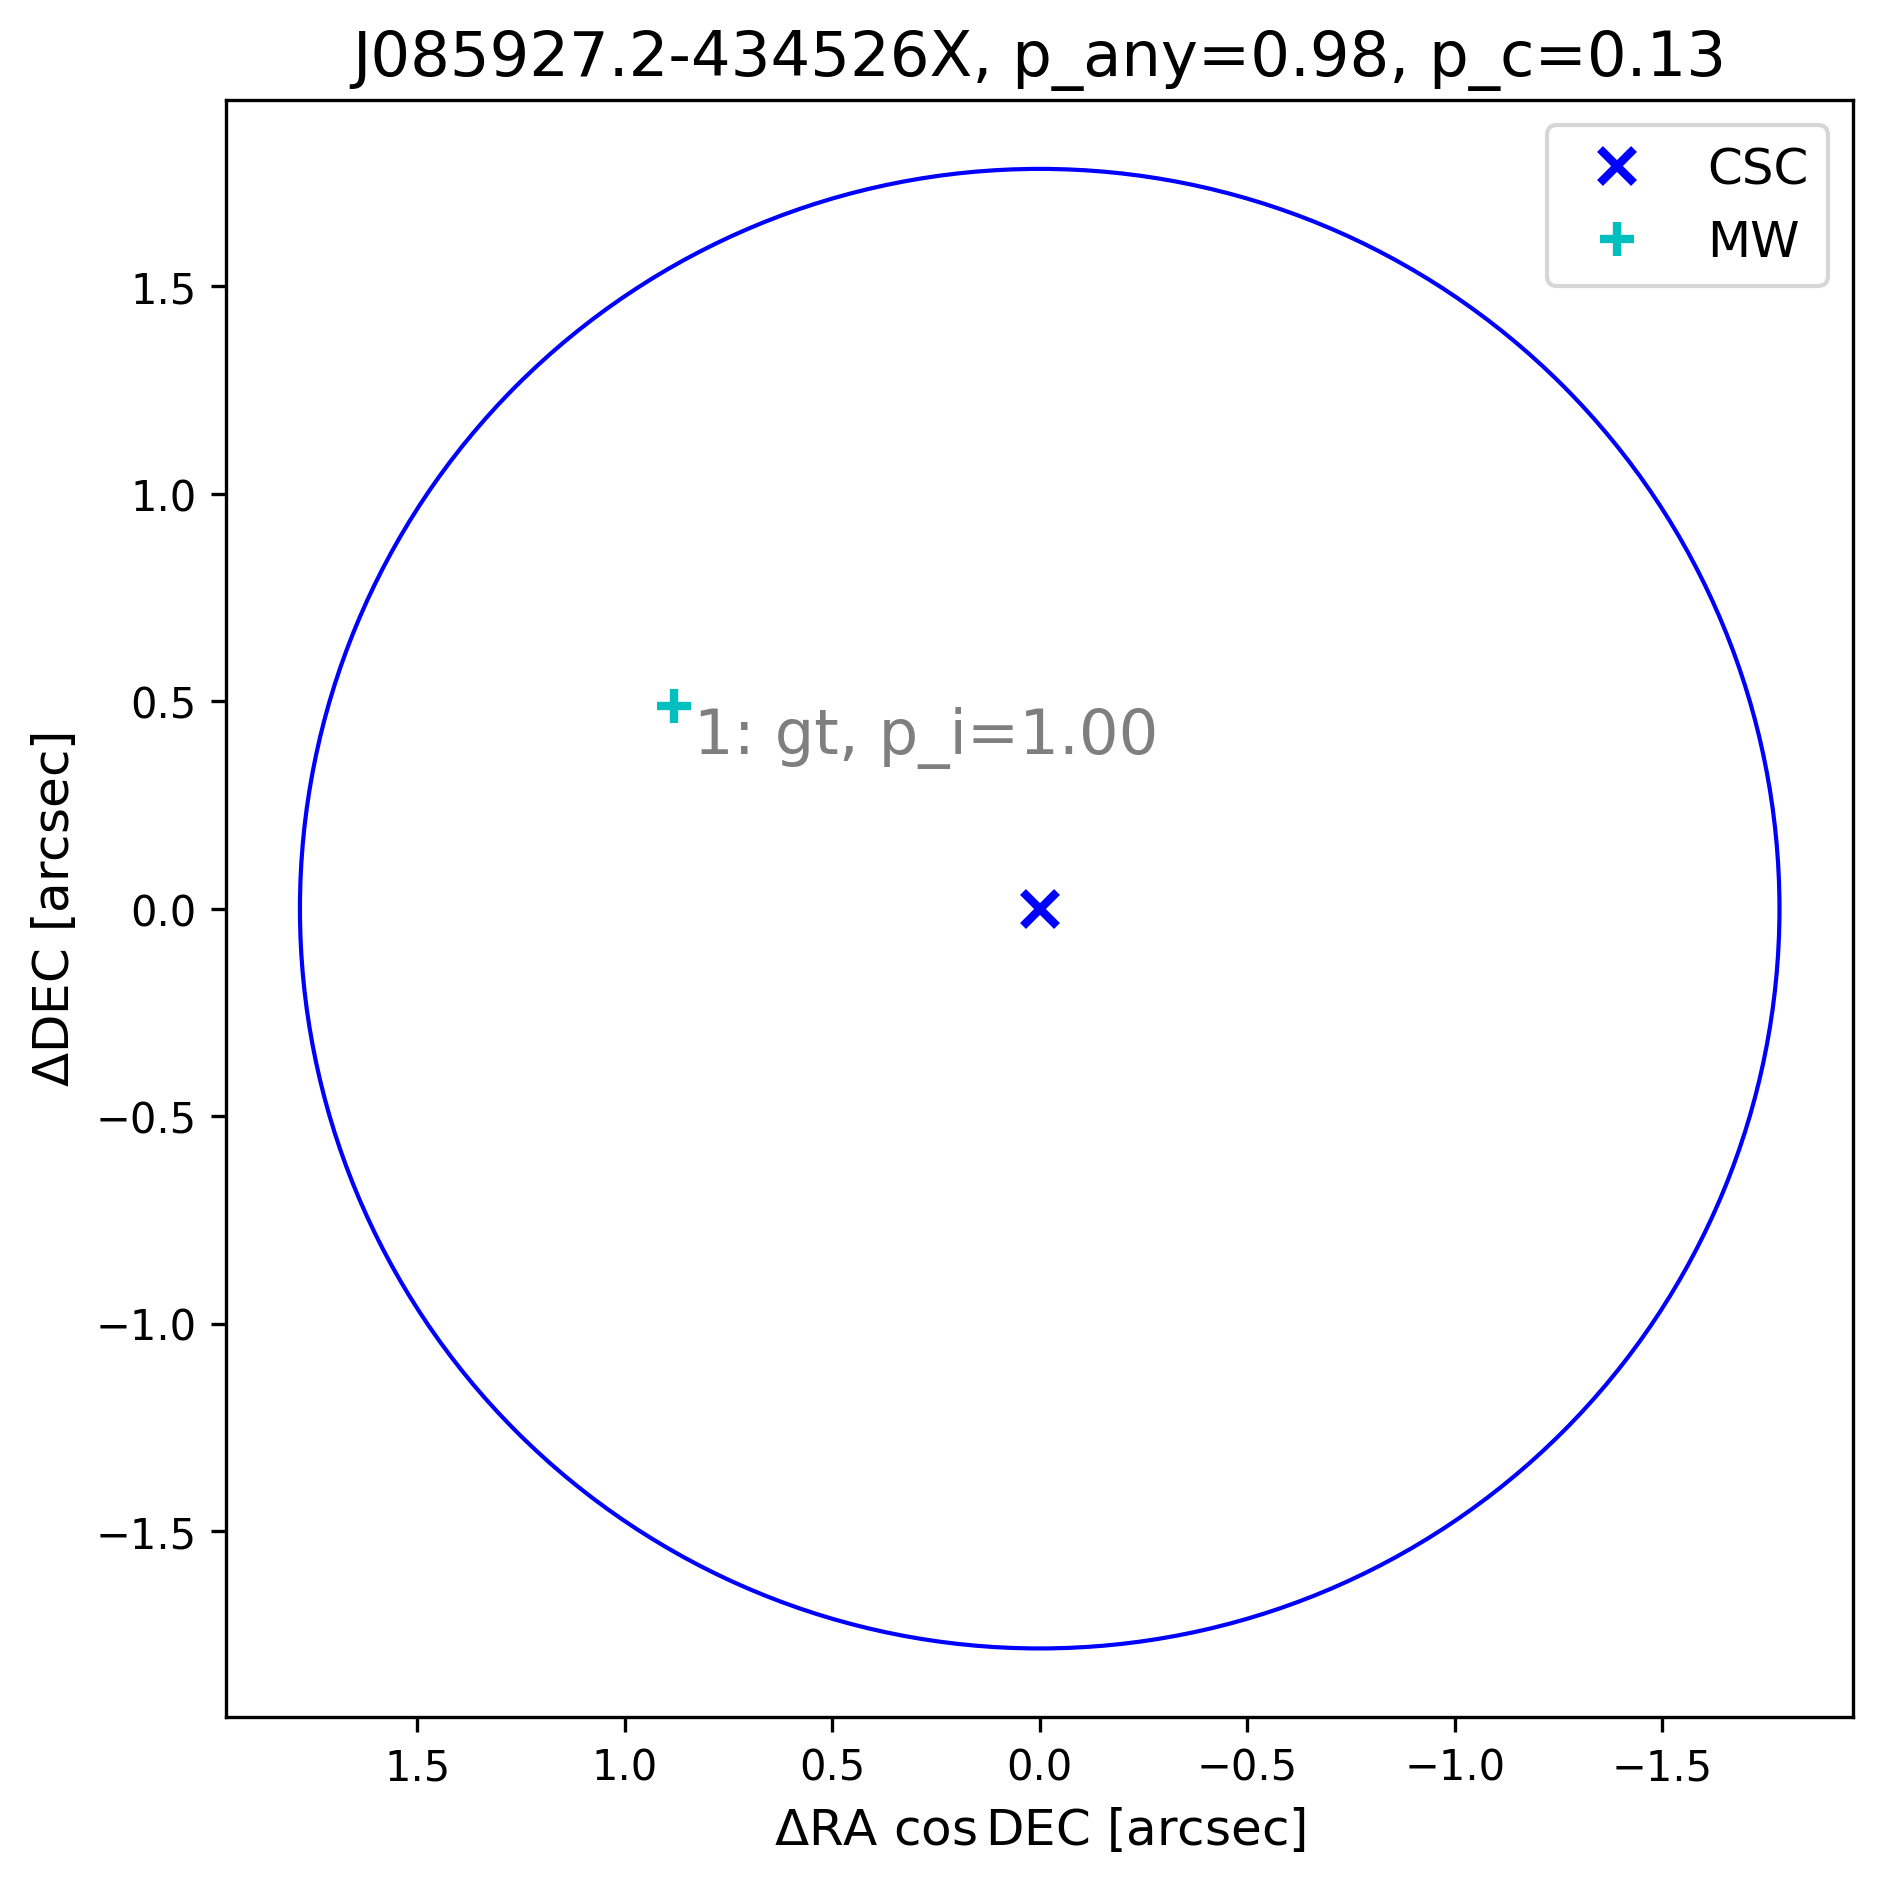 J085927.2-434526X, p_any=0.98, p_c=0.13
CSC
MW
1: gt, p_i=1.00
ΔDEC [arcsec]
1.5
1.0
0.5
0.0
−0.5
−1.0
−1.5
1.5 1.0 0.5 0.0 −0.5 −1.0 −1.5
ΔRA cos DEC [arcsec]